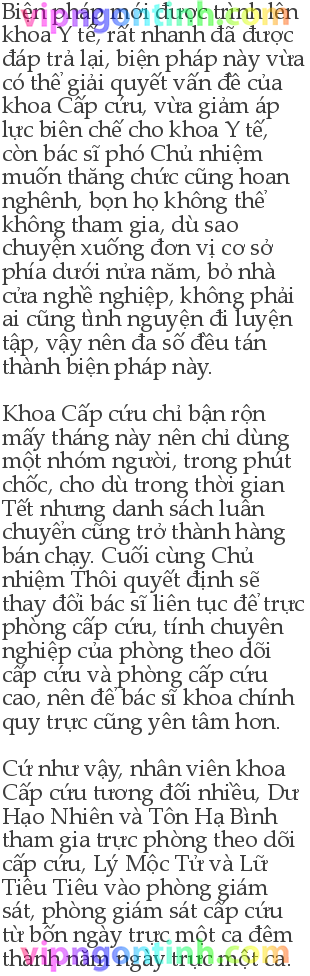 Biện pháp mới được trình lên
khoa Y tế, rất nhanh đã được
đáp trả lại, biện pháp này vừa
có thể giải quyết vấn đề của
khoa Cấp cứu, vừa giảm áp
lực biên chế cho khoa Y tế,
còn bác sĩ phó Chủ nhiệm
muốn thăng chức cũng hoan
nghênh, bọn họ không thể
không tham gia, dù sao
chuyện xuống đơn vị cơ sở
phía dưới nửa năm, bỏ nhà
cửa nghề nghiệp, không phải
ai cũng tình nguyện đi luyện
tập, vậy nên đa số đều tán
thành biện pháp này.
Khoa Cấp cứu chỉ bận rộn
mấy tháng này nên chỉ dùng
một nhóm người, trong phút
chốc, cho dù trong thời gian
Tết nhưng danh sách luân
chuyển cũng trở thành hàng
bán chạy. Cuối cùng Chủ
nhiệm Thôi quyết định sẽ
thay đổi bác sĩ liên tục để trực
phòng cấp cứu, tính chuyên
nghiệp của phòng theo dõi
cấp cứu và phòng cấp cứu
cao, nên để bác sĩ khoa chính
quy trực cũng yên tâm hơn.
Cứ như vậy, nhân viên khoa
Cấp cứu tương đối nhiều, Dư
Hạo Nhiên và Tôn Hạ Bình
tham gia trực phòng theo dõi
cấp cứu, Lý Mộc Tử và Lữ
Tiêu Tiêu vào phòng giám
sát, phòng giám sát cấp cứu
từ bốn ngày trực một ca đêm
thành năm ngày trực một ca.
vipngontinh.com
vipngontinh.com